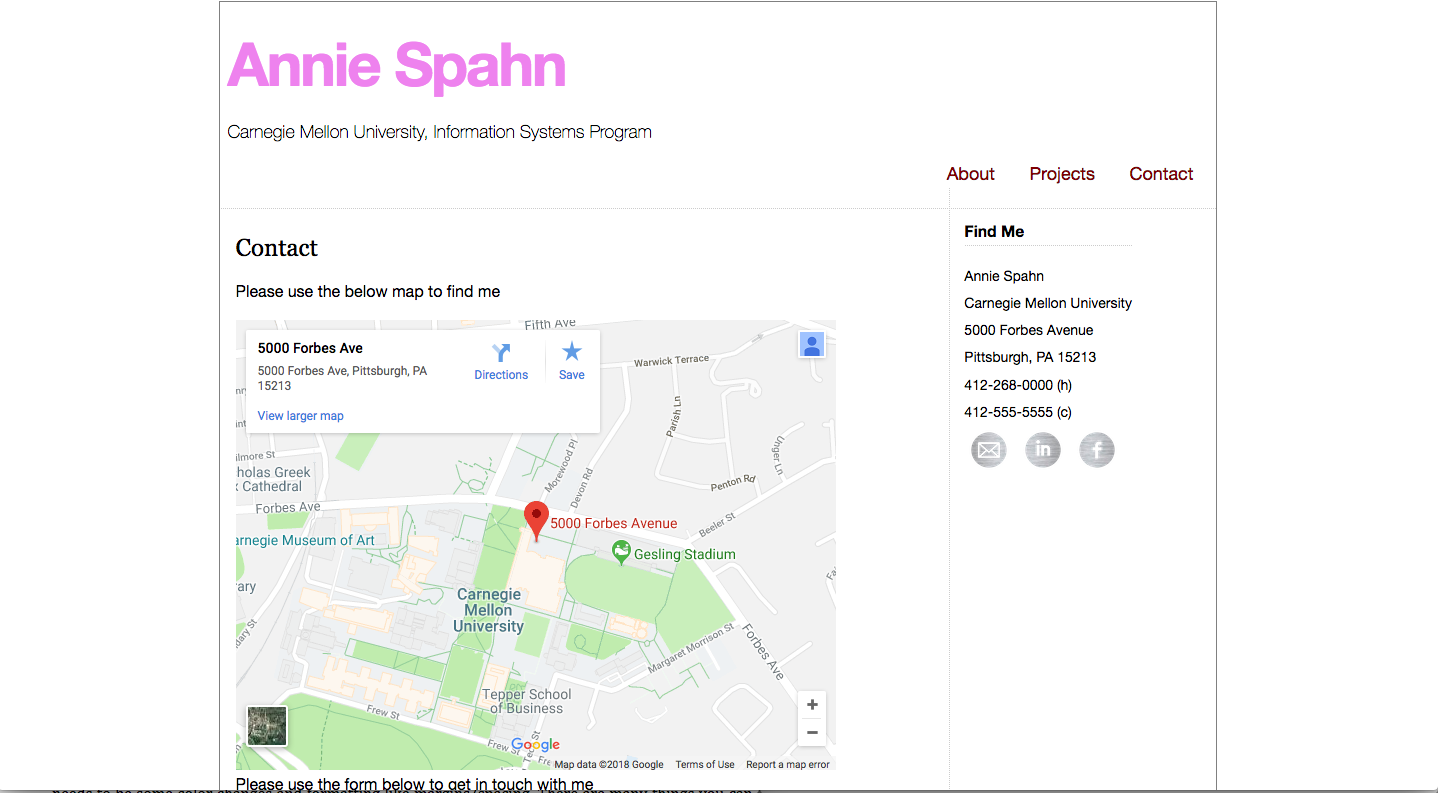 Annie Spahn
Carnegie Mellon University, Information Systems Program
About Projects Contact
Contact
Please use the below map to find me
Fifth Ave
5000 Forbes Ave
5000 Forbes Ave, Pittsburgh, PA
15213
Directions
Save
View larger map
Warwick Terrace
Parish Ln
Unger Ln
Morewood Pl
Devon Rd
Penton Rd
Beeler St
ilmore St
holas Greek
x Cathedral
Forbes Ave
5000 Forbes Avenue
arnegie Museum of Art
Gesling Stadium
ary
Carnegie
Mellon
University
dary St
Margaret Morrison St
Forbes Ave
Tepper School
of Business
Frew St
Frew St
Google
Map data ©2018 Google Terms of Use Report a map error
Please use the form below to get in touch with me
Find Me
Annie Spahn
Carnegie Mellon University
5000 Forbes Avenue
Pittsburgh, PA 15213
412-268-0000 (h)
412-555-5555 (c)
in
f